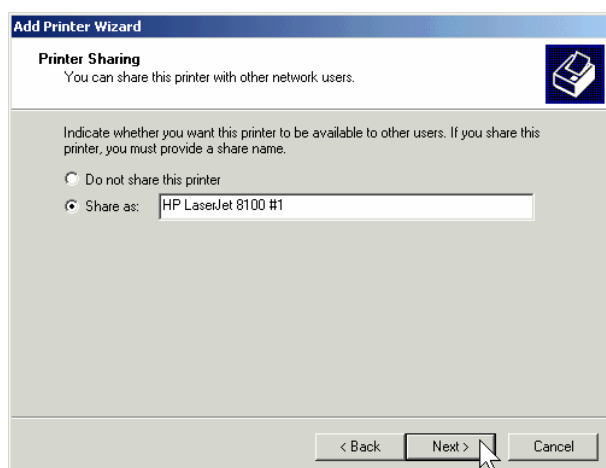 Add Printer Wizard
Printer Sharing
You can share this printer with other network users.
Indicate whether you want this printer to be available to other users. If you share this
printer, you must provide a share name.
Do not share this printer
Share as: HP LaserJet 8100 #1
< Back Next > Cancel